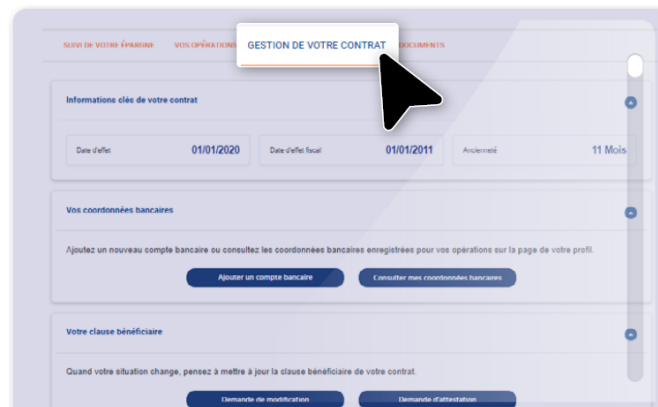 SUIVI DE VOTRE ÉPARGNE VOS OPÉRATIONS GESTION DE VOTRE CONTRAT DOCUMENTS
Informations clés de votre contrat
Date d'effet 01/01/2020 Date d'effet fiscal 01/01/2011 Ancienneté 11 Mois
Vos coordonnées bancaires
Ajoutez un nouveau compte bancaire ou consultez les coordonnées bancaires enregistrées pour vos opérations sur la page de votre profil.
Ajouter un compte bancaire Consulter mes coordonnées bancaires
Votre clause bénéficiaire
Quand votre situation change, pensez à mettre à jour la clause bénéficiaire de votre contrat.
Demande de modification Demande d'attestation